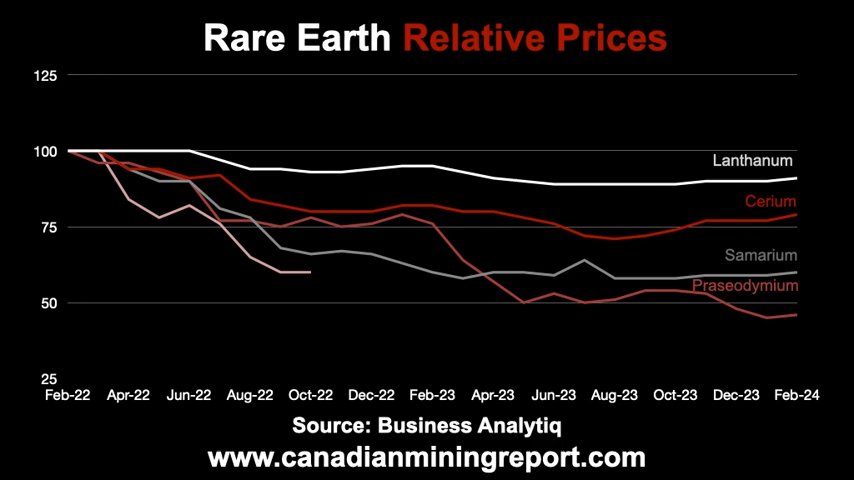 Rare Earth Relative Prices
125
100
75
50
25
Lanthanum
Cerium
Samarium
Praseodymium
Feb-22 Apr-22 Jun-22 Aug-22 Oct-22 Dec-22 Feb-23 Apr-23 Jun-23 Aug-23 Oct-23 Dec-23 Feb-24
Source: Business Analytiq
www.canadianminingreport.com